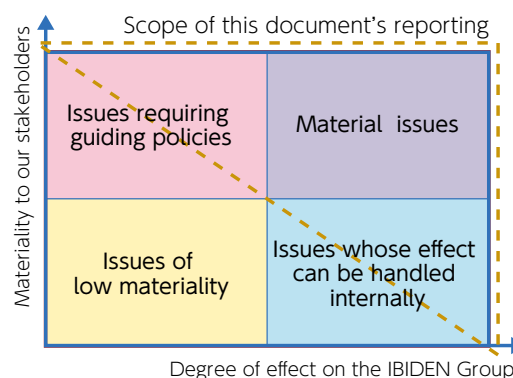 Scope of this document's reporting
Materiality to our stakeholders
Issues requiring
guiding policies
Material issues
Issues of
low materiality
Issues whose effect
can be handled
internally
Degree of effect on the IBIDEN Group